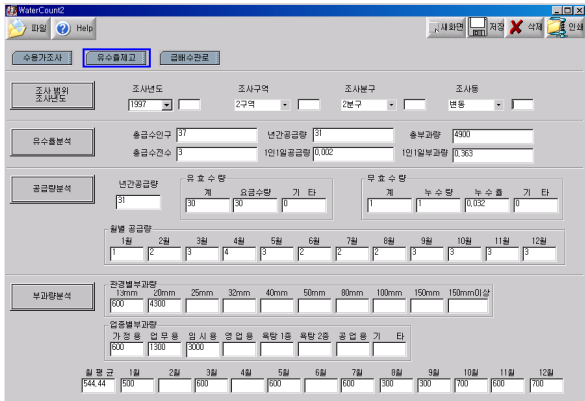 WaterCount2
파일 Help 새화면 저장 삭제 인쇄
수용가조사 유수율제고 급배수관로
조사 범위
조사년도
조사년도 조사구역 조사분구 조사동
1997 2구역 2분구 변동
유수율분석
총급수인구 37 년간공급량 31 총부과량 4900
총급수전수 3 1인1일공급량 0,002 1인1일부과량 0,363
공급량분석
년간공급량 31
유 효 수 량
계 요금수량 기 타
30 30 0
무 효 수 량
계 누 수 량 누 수 율 기 타
1 1 0,032 0
월별 공급량
1월 2월 3월 4월 5월 6월 7월 8월 9월 10월 11월 12월
1 2 3 4 3 2 2 2 3 3 3 3
부과량분석
관경별부과량
13mm 20mm 25mm 32mm 40mm 50mm 80mm 100mm 150mm 150mm이상
600 4300
업종별부과량
가 정 용 업 무 용 임 시 용 영 업 용 욕탕 1종 욕탕 2종 공 업 용 기 타
600 1300 3000
월 평 균 1월 2월 3월 4월 5월 6월 7월 8월 9월 10월 11월 12월
544,44 500 600 600 600 300 300 700 600 700